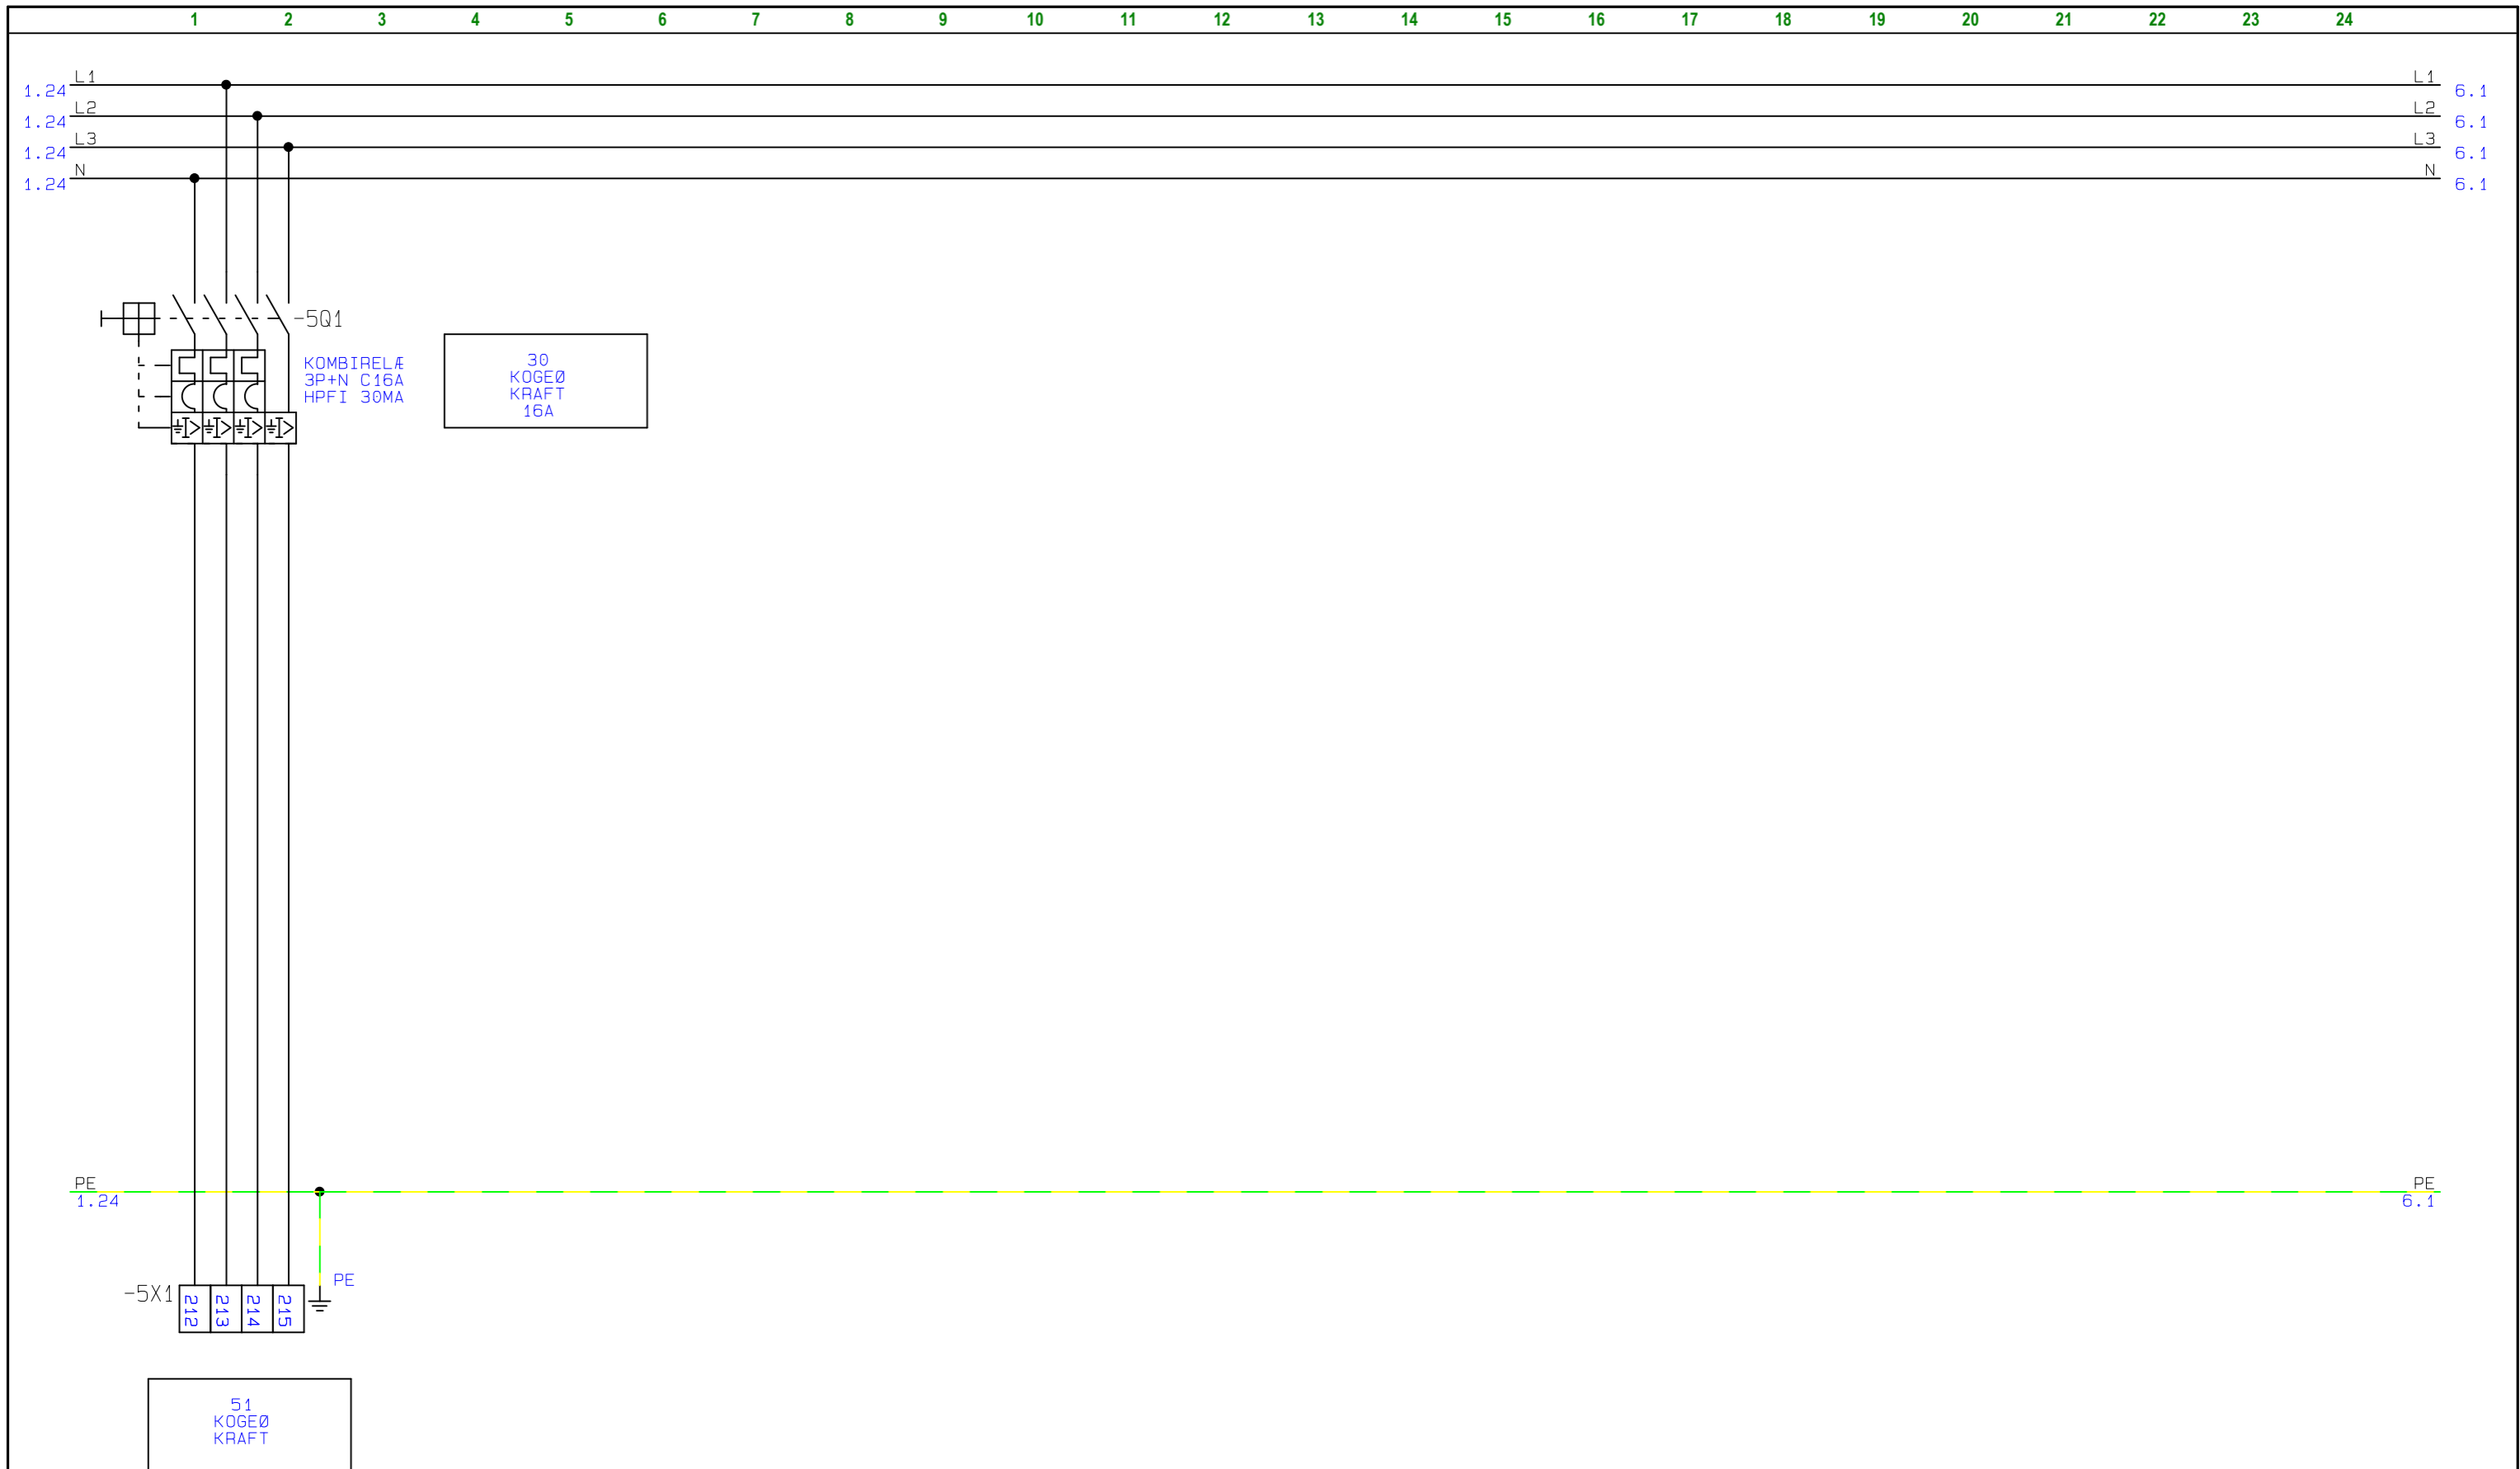 1 2 3 4 5 6 7 8 9 10 11 12 13 14 15 16 17 18 19 20 21 22 23 24
L1 L1
1.24 6.1
L2 L2
1.24 6.1
L3 L3
1.24 6.1
N N
1.24 6.1
-5Q1
KOMBIRELÆ
3P+N C16A
HPFI 30MA
30
KOGEØ
KRAFT
16A
PE PE
1.24 6.1
PE
-5X1
212 213 214 215
51
KOGEØ
KRAFT